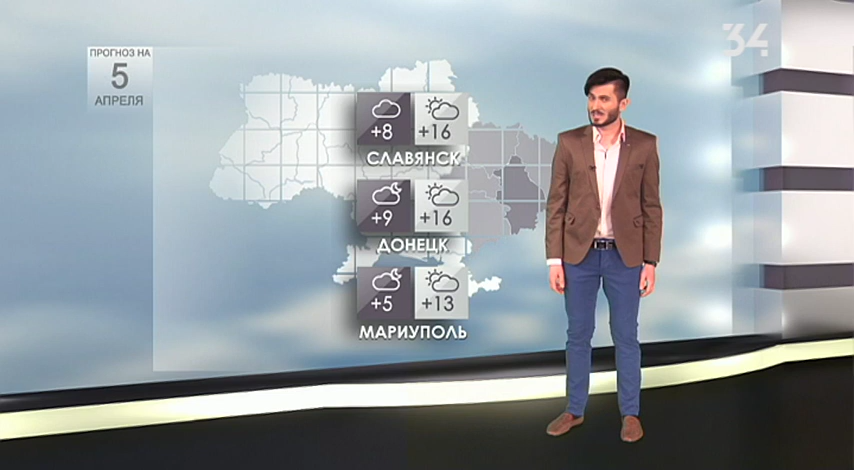 34
ПРОГНОЗ НА
5
АПРЕЛЯ
+8 +16
СЛАВЯНСК
+9 +16
ДОНЕЦК
+5 +13
МАРИУПОЛЬ